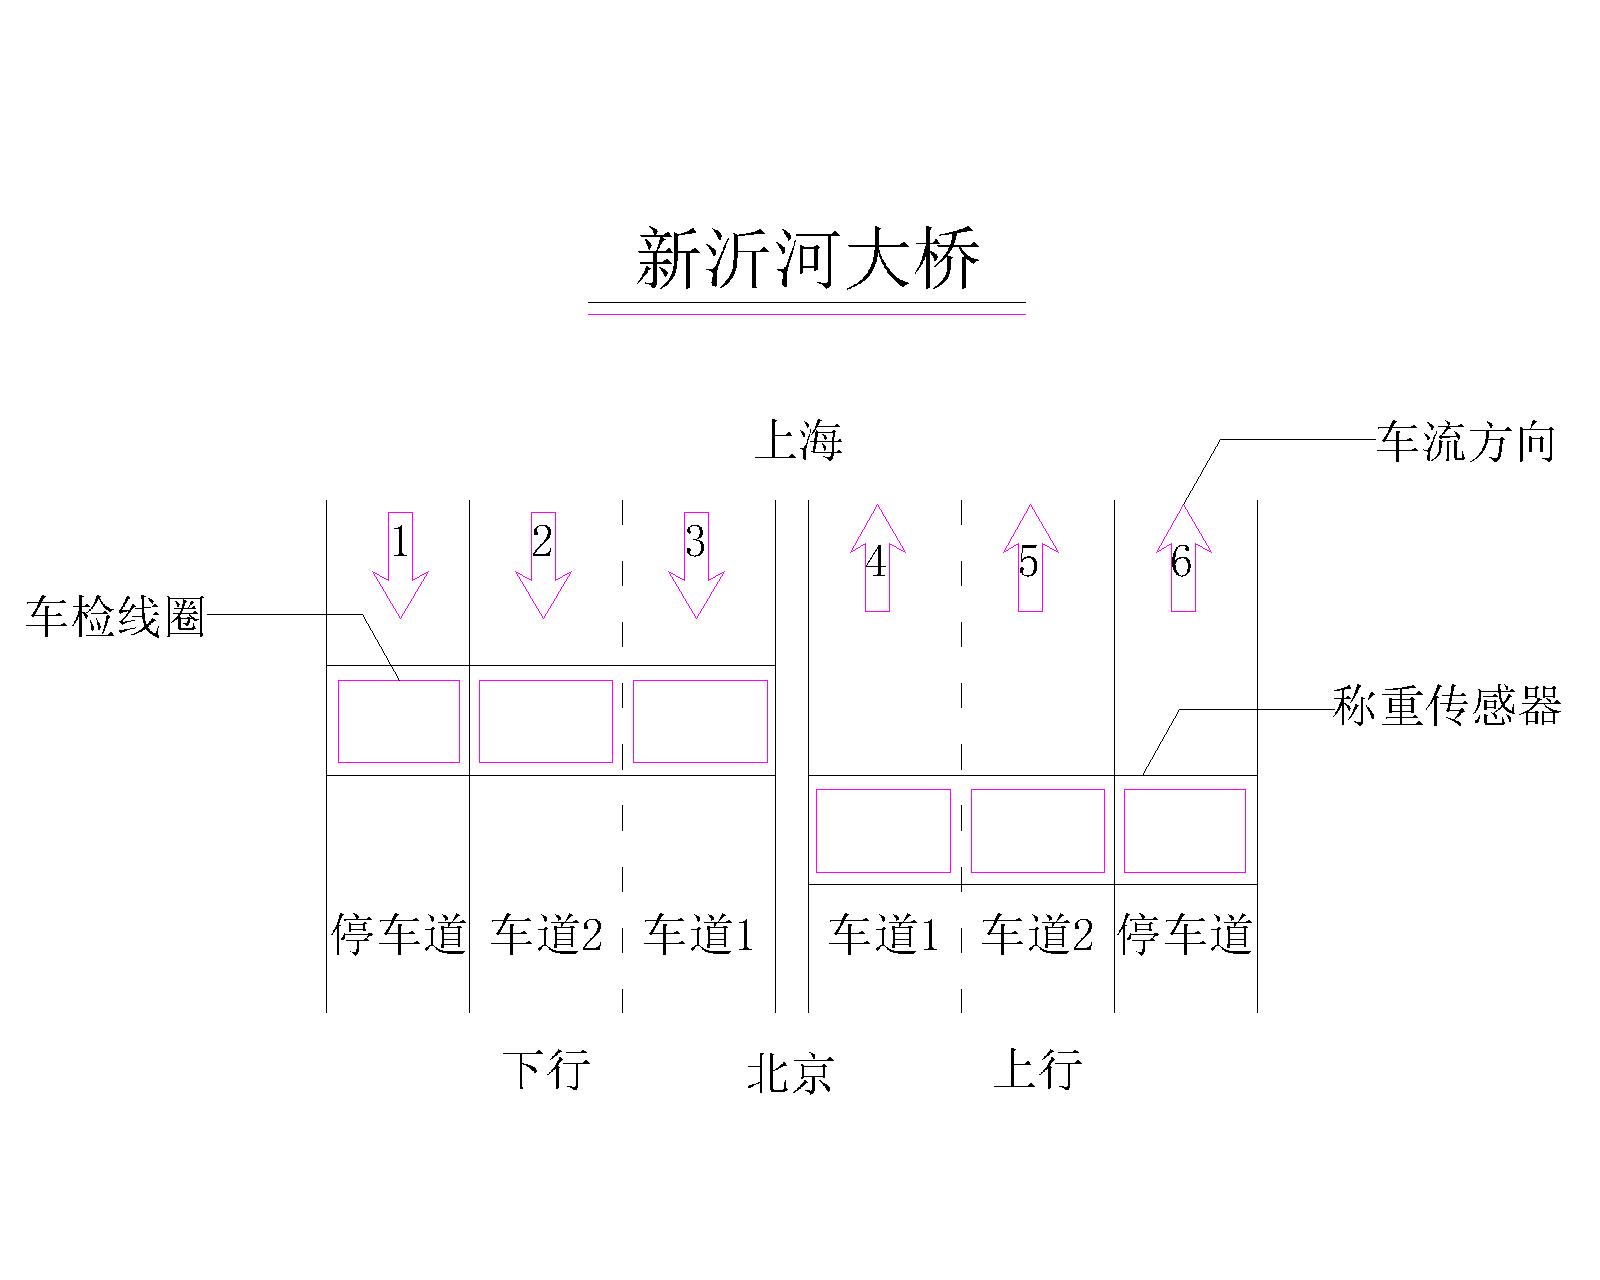 新沂河大桥
上海
车流方向
1 2 3 4 5 6
车检线圈
称重传感器
停车道 车道2 车道1 车道1 车道2 停车道
下行 北京 上行